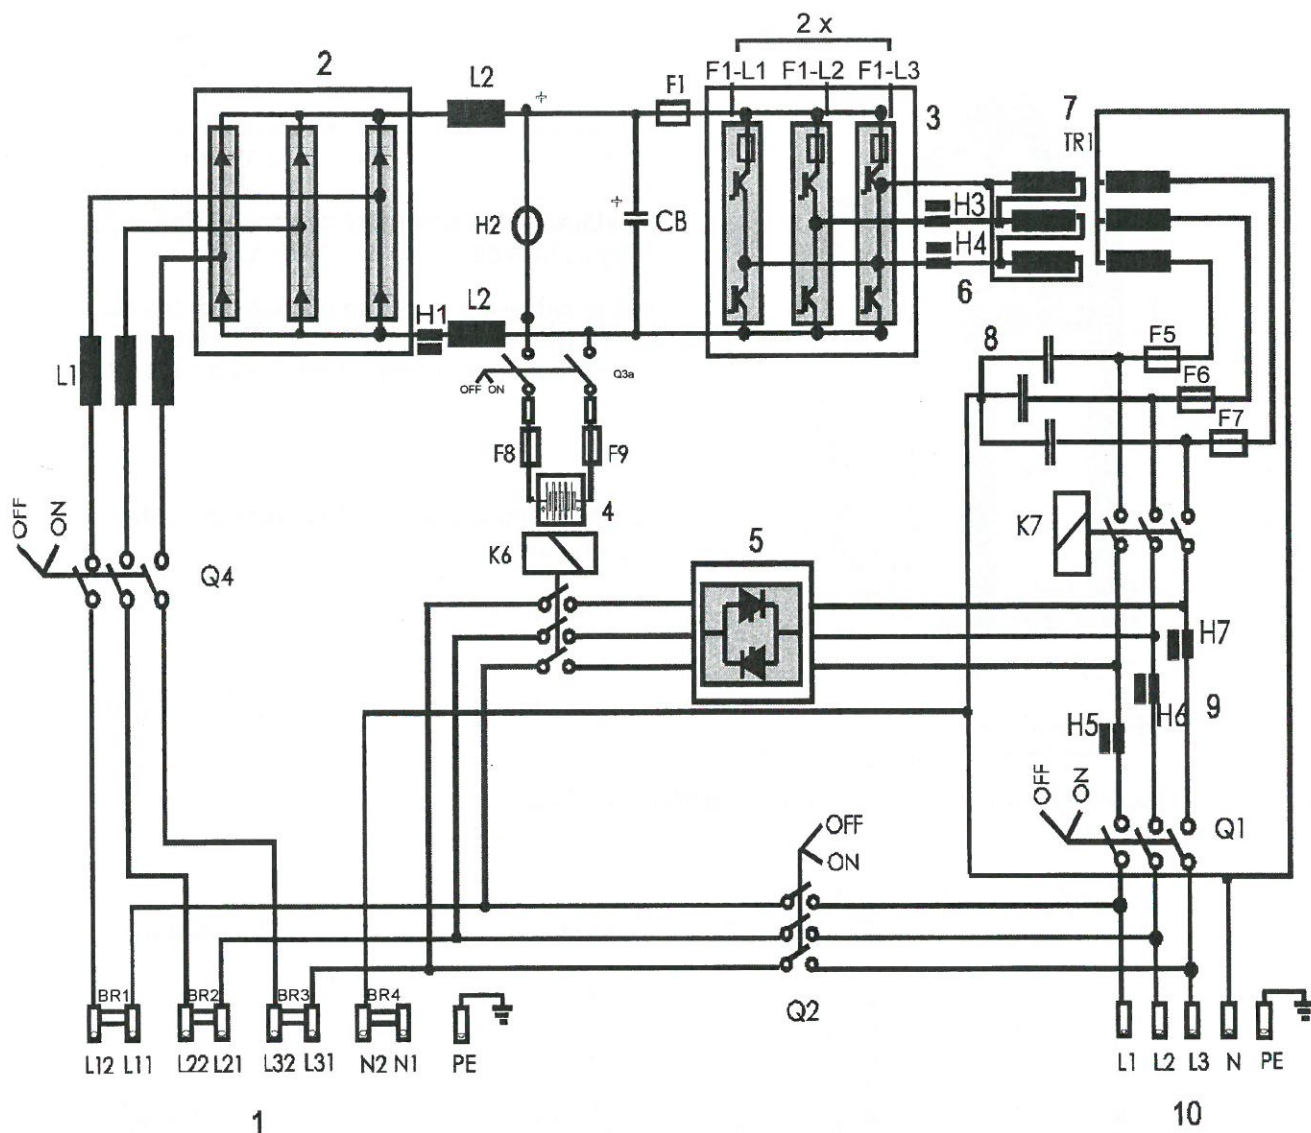 2 x
F1-L1 F1-L2 F1-L3
2
L2
+
F1
3
7
TR1
H3
H2
+
CB
H4
6
H1
L2
L1
8
F5
F6
F7
OFF ON
Q3a
F8
F9
4
K6
5
K7
OFF
ON
Q4
H7
H6
9
H5
OFF
ON
Q1
OFF
ON
Q2
BR1
BR2
BR3
BR4
L12 L11 L22 L21 L32 L31 N2 N1 PE
L1 L2 L3 N PE
1
10